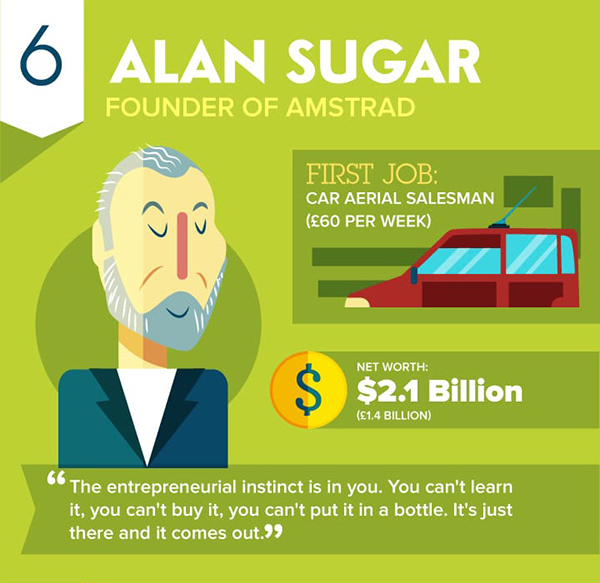 6
ALAN SUGAR
FOUNDER OF AMSTRAD
FIRST JOB:
CAR AERIAL SALESMAN
(£60 PER WEEK)
$
NET WORTH:
$2.1 Billion
(£1.4 BILLION)
“The entrepreneurial instinct is in you. You can't learn
it, you can't buy it, you can't put it in a bottle. It's just
there and it comes out.”